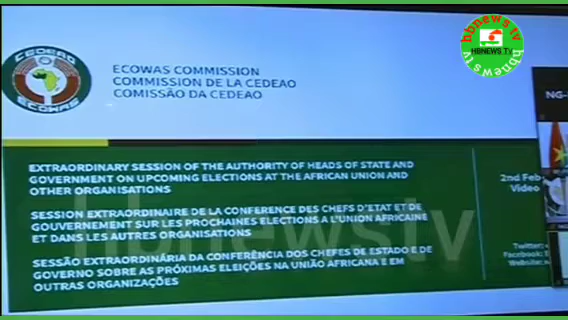 hbnews tv
HBNEWS TV
hbnews tv
CEDEAO
ECOWAS
ECOWAS COMMISSION
COMMISSION DE LA CEDEAO
COMISSÃO DA CEDEAO
NG-
EXTRAORDINARY SESSION OF THE AUTHORITY OF HEADS OF STATE AND
GOVERNMENT ON UPCOMING ELECTIONS AT THE AFRICAN UNION AND
OTHER ORGANISATIONS
SESSION EXTRAORDINAIRE DE LA CONFERENCE DES CHEFS D'ETAT ET DE
GOUVERNEMENT SUR LES PROCHAINES ELECTIONS A L'UNION AFRICAINE
ET DANS LES AUTRES ORGANISATIONS
SESSÃO EXTRAORDINÁRIA DA CONFERÊNCIA DOS CHEFES DE ESTADO E DE
GOVERNO SOBRE AS PRÓXIMAS ELEIÇÕES NA UNIÃO AFRICANA E EM
OUTRAS ORGANIZAÇÕES
2nd Feb
Video
Twitter:
Facebook:
Website:
hbnewstv